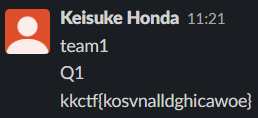 Keisuke Honda 11:21
team1
Q1
kkctf{kosvnalldghicawoe}